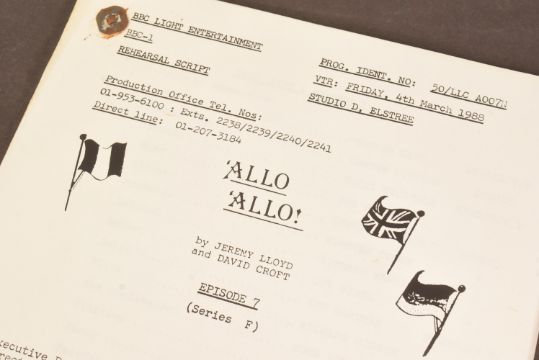 BBC LIGHT ENTERTAINMENT
BBC-1
REHEARSAL SCRIPT
PROG. IDENT. NO: 50/LLC A007
VTR: FRIDAY, 4th March 1988
STUDIO D, ELSTREE
Production Office Tel. Nos:
01-953-6100 : Exts. 2238/2239/2240/2241
Direct line: 01-207-3184
'ALLO
'ALLO!
by JEREMY LLOYD
and DAVID CROFT
EPISODE 7
(Series F)